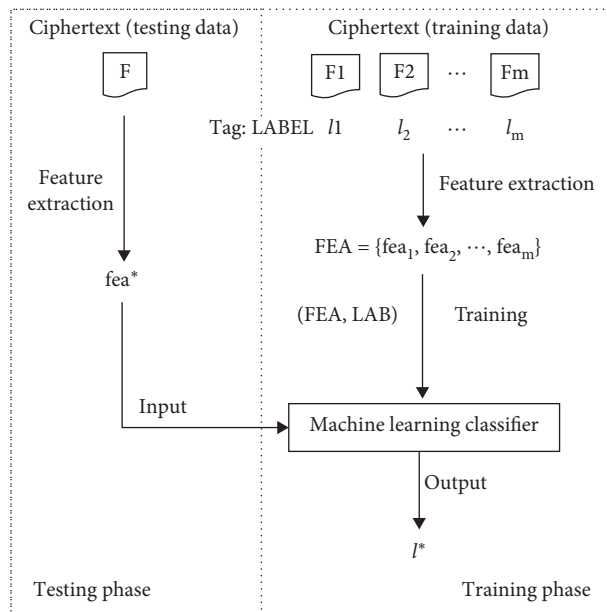 Ciphertext (testing data)
F
Feature
extraction
fea*
Input
Testing phase
Ciphertext (training data)
F1 F2 ⋯ Fm
Tag: LABEL l1 l₂ ⋯ lₘ
Feature extraction
FEA = {fea₁, fea₂, ⋯, feaₘ}
(FEA, LAB) Training
Machine learning classifier
Output
l*
Training phase